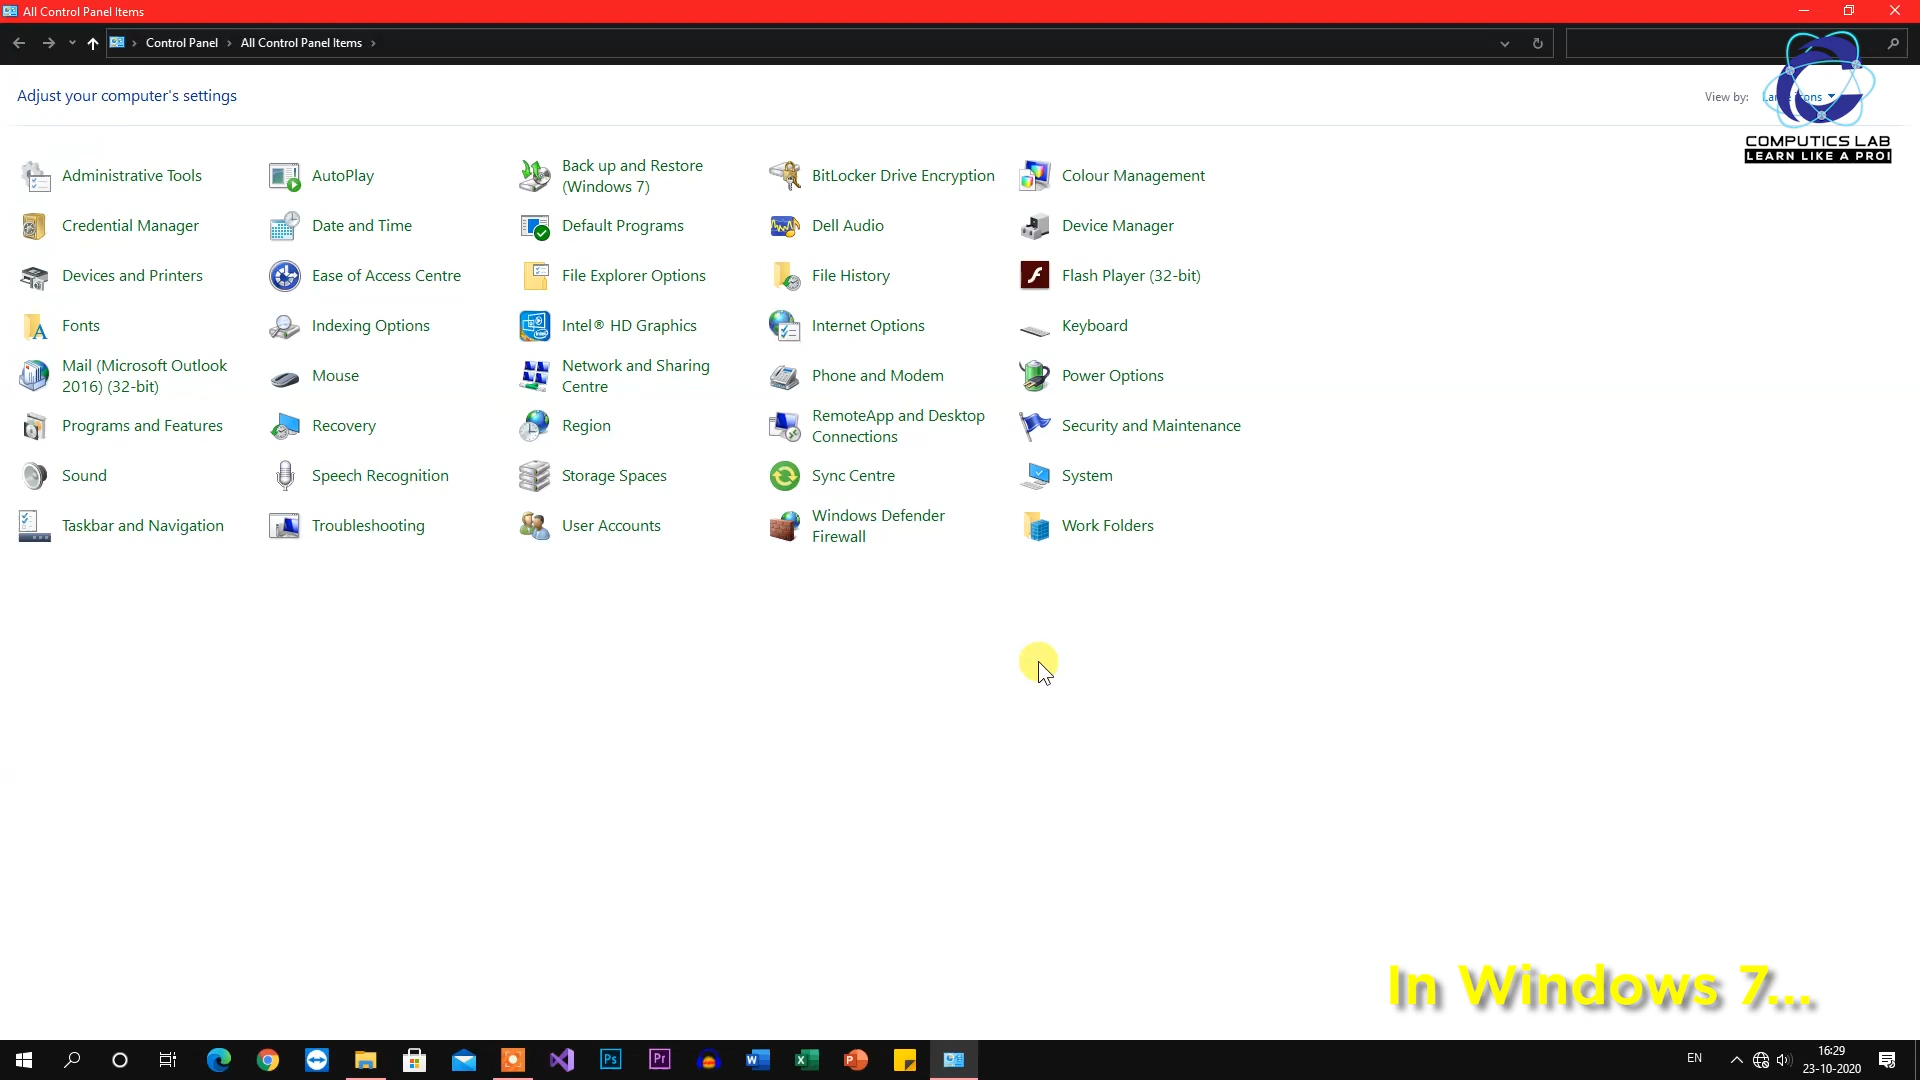 All Control Panel Items
Control Panel
All Control Panel Items
Adjust your computer's settings
View by:
COMPUTICS LAB
LEARN LIKE A PRO!
Administrative Tools
AutoPlay
Back up and Restore
(Windows 7)
BitLocker Drive Encryption
Colour Management
Credential Manager
Date and Time
Default Programs
Dell Audio
Device Manager
Devices and Printers
Ease of Access Centre
File Explorer Options
File History
Flash Player (32-bit)
Fonts
Indexing Options
Intel® HD Graphics
Internet Options
Keyboard
Mail (Microsoft Outlook
2016) (32-bit)
Mouse
Network and Sharing
Centre
Phone and Modem
Power Options
Programs and Features
Recovery
Region
RemoteApp and Desktop
Connections
Security and Maintenance
Sound
Speech Recognition
Storage Spaces
Sync Centre
System
Taskbar and Navigation
Troubleshooting
User Accounts
Windows Defender
Firewall
Work Folders
In Windows 7...
EN
16:29
23-10-2020